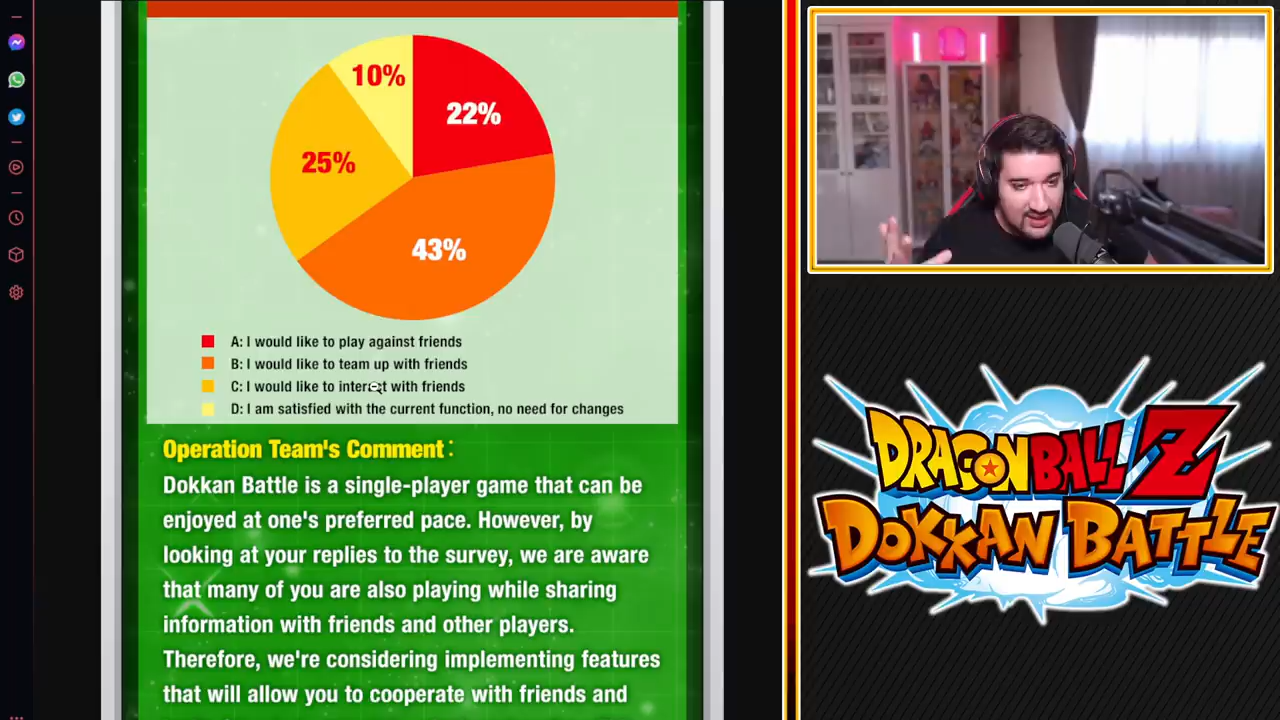 10%
22%
25%
43%
A: I would like to play against friends
B: I would like to team up with friends
C: I would like to interact with friends
D: I am satisfied with the current function, no need for changes
Operation Team's Comment:
Dokkan Battle is a single-player game that can be
enjoyed at one's preferred pace. However, by
looking at your replies to the survey, we are aware
that many of you are also playing while sharing
information with friends and other players.
Therefore, we're considering implementing features
that will allow you to cooperate with friends and
DRAGON BALL Z
DOKKAN BATTLE